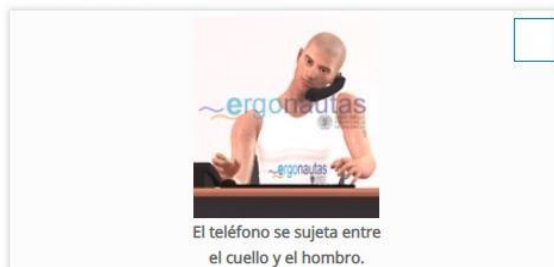 ergonautas
ergonautas
El teléfono se sujeta entre
el cuello y el hombro.